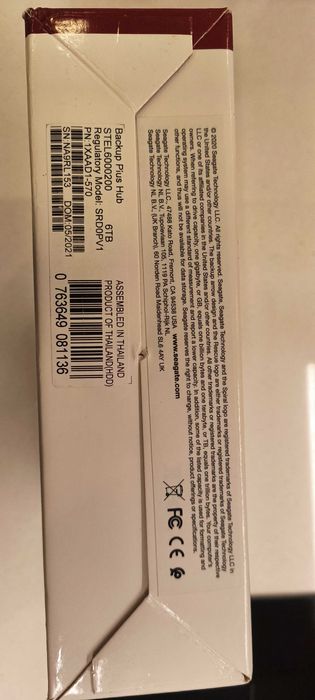 © 2020 Seagate Technology LLC. All rights reserved. Seagate, Seagate Technology and the Spiral logo are registered trademarks of Seagate Technology LLC in
the United States and/or other countries. The backup arrow design and the Rescue logo are either trademarks or registered trademarks of Seagate Technology
LLC or one of its affiliated companies in the United States and/or other countries. All other trademarks or registered trademarks are the property of their respective
owners. When referring to drive capacity, one gigabyte, or GB, equals one billion bytes and one terabyte, or TB, equals one trillion bytes. Your computer's
operating system may use a different standard of measurement and report a lower capacity. In addition, some of the listed capacity is used for formatting and
other functions, and thus will not be available for data storage. Seagate reserves the right to change, without notice, product offerings or specifications.
Seagate Technology LLC, 47488 Kato Road, Fremont, CA 94538 USA www.seagate.com
Seagate Technology NL B.V., Tupolevlaan 105, 1119 PA Schiphol-Rijk NL
Seagate Technology NL B.V., (UK Branch), 60 Norden Road Maidenhead SL6 4AY UK
FC CE
Backup Plus Hub
STEL6000200 6TB
Regulatory Model: SRD0PV1
PN:1XAAD1-570
SN:NA9RL153 DOM:05/2021
ASSEMBLED IN THAILAND
PRODUCT OF THAILAND(HDD)
0 763649 081136